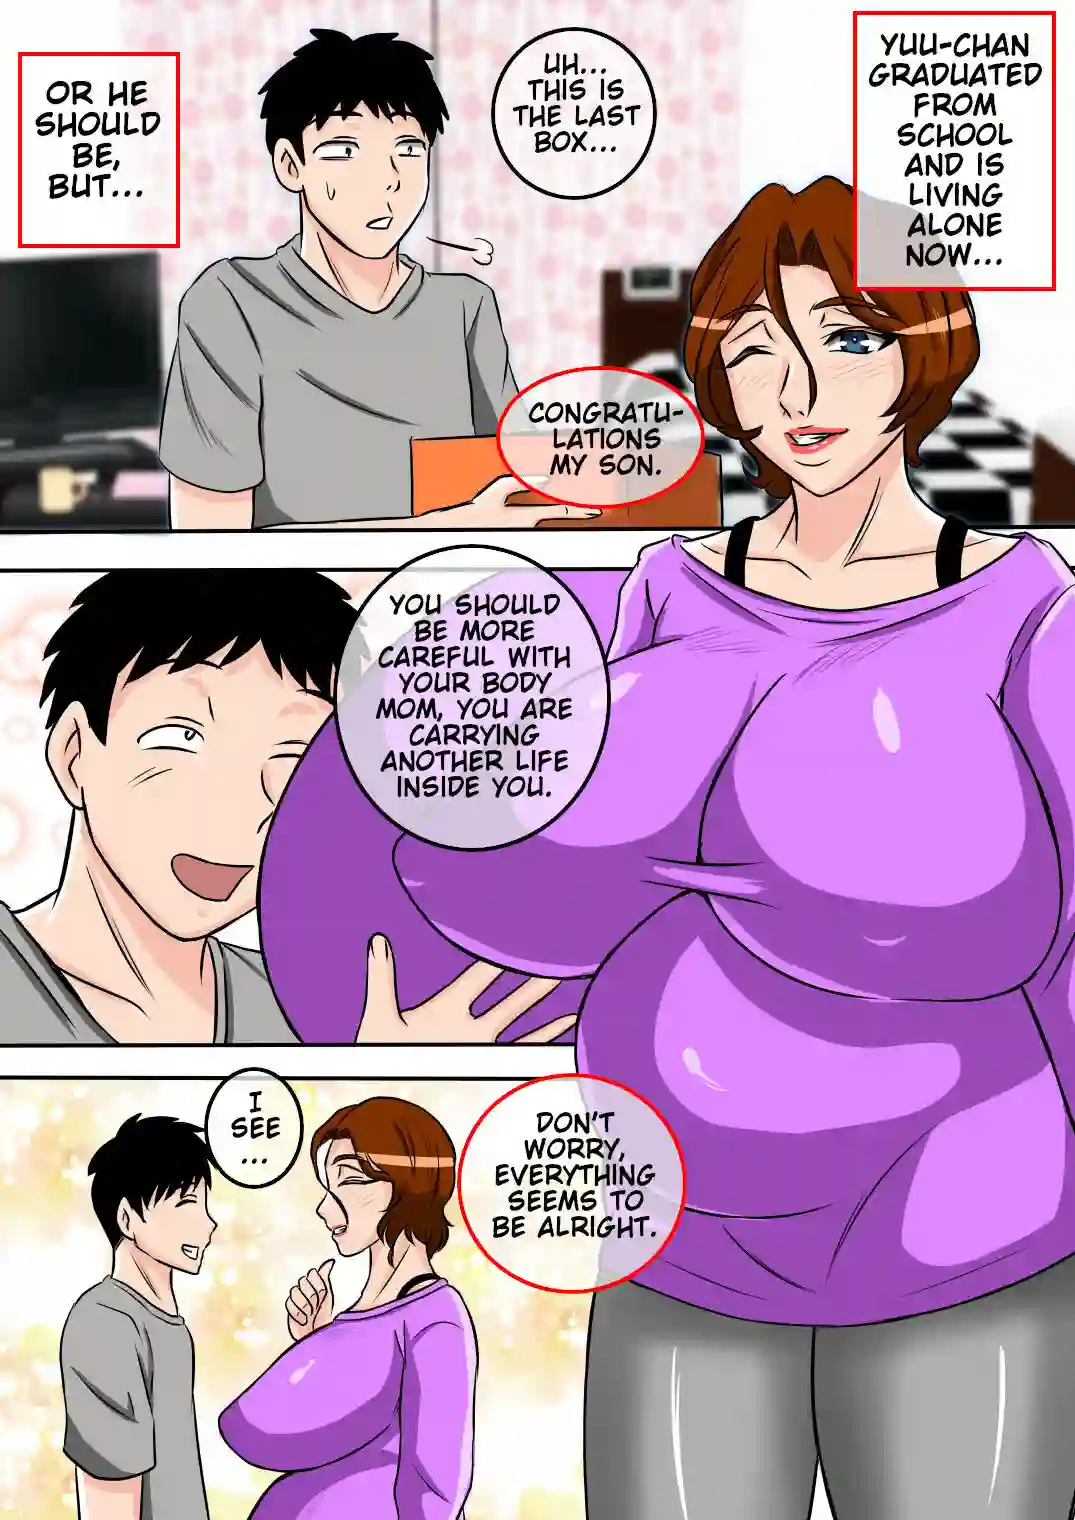 YUU-CHAN
GRADUATED
FROM
SCHOOL
AND IS
LIVING
ALONE
NOW...
UH...
THIS IS
THE LAST
BOX...
OR HE
SHOULD
BE,
BUT...
CONGRATU-
LATIONS
MY SON.
YOU SHOULD
BE MORE
CAREFUL WITH
YOUR BODY
MOM, YOU ARE
CARRYING
ANOTHER LIFE
INSIDE YOU.
DON'T
WORRY,
EVERYTHING
SEEMS TO
BE ALRIGHT.
I
SEE
...